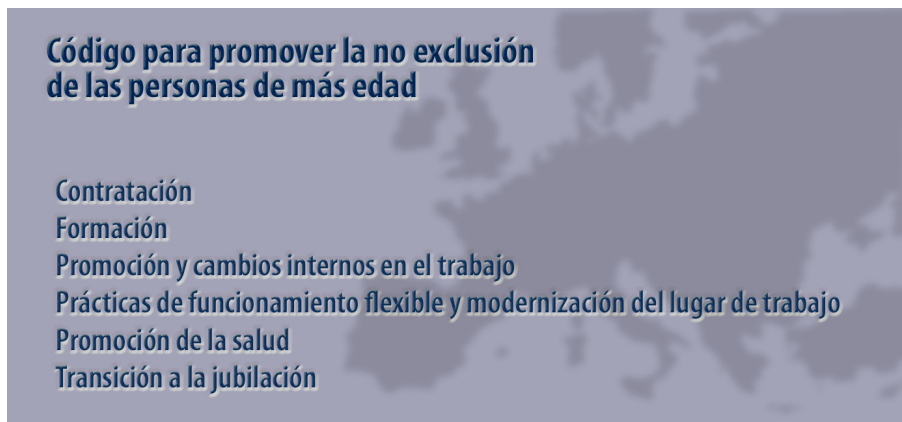 Código para promover la no exclusión
de las personas de más edad
Contratación
Formación
Promoción y cambios internos en el trabajo
Prácticas de funcionamiento flexible y modernización del lugar de trabajo
Promoción de la salud
Transición a la jubilación